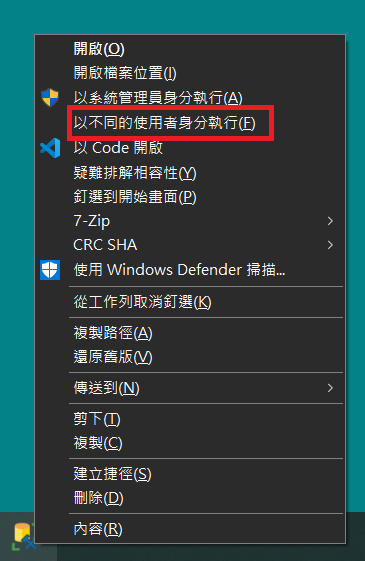 開啟(O)
開啟檔案位置(I)
以系統管理員身分執行(A)
以不同的使用者身分執行(F)
以 Code 開啟
疑難排解相容性(Y)
釘選到開始畫面(P)
7-Zip
CRC SHA
使用 Windows Defender 掃描...
從工作列取消釘選(K)
複製路徑(A)
還原舊版(V)
傳送到(N)
剪下(T)
複製(C)
建立捷徑(S)
刪除(D)
內容(R)